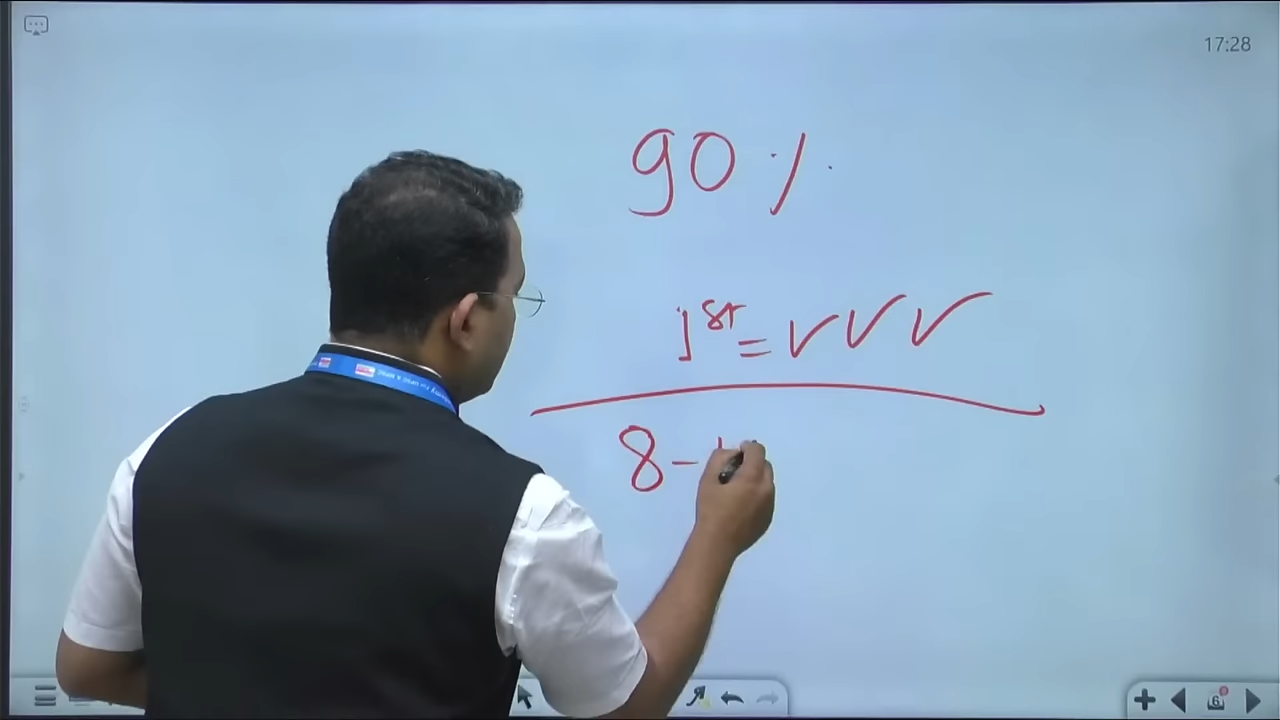 17:28
90 %.
1st = ✓ ✓ ✓
8-